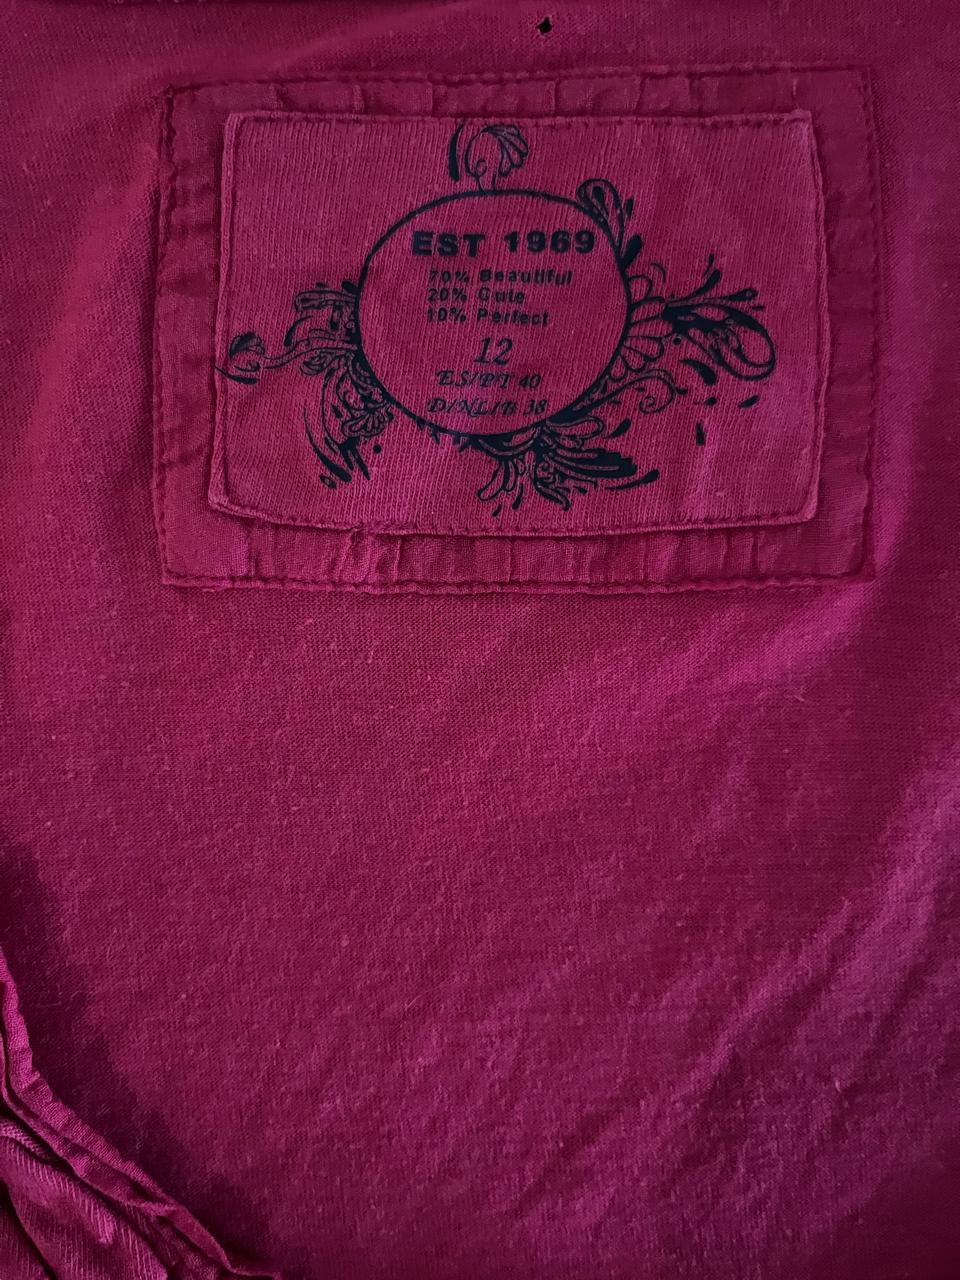 EST 1969
70% Beautiful
20% Cute
10% Perfect
12
ES/PT 40
D/NL/B 38